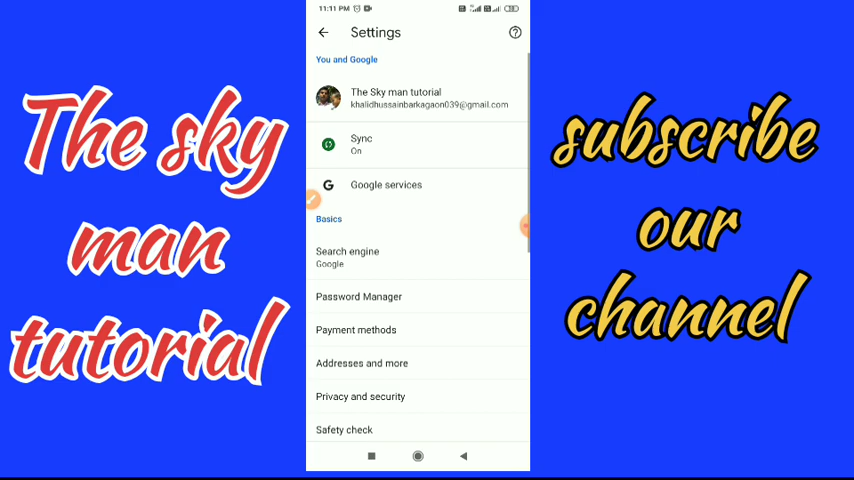 The sky
man
tutorial
11:11 PM
Settings
You and Google
The Sky man tutorial
khalidhussainbarkagaon039@gmail.com
Sync
On
Google services
Basics
Search engine
Google
Password Manager
Payment methods
Addresses and more
Privacy and security
Safety check
subscribe
our
channel